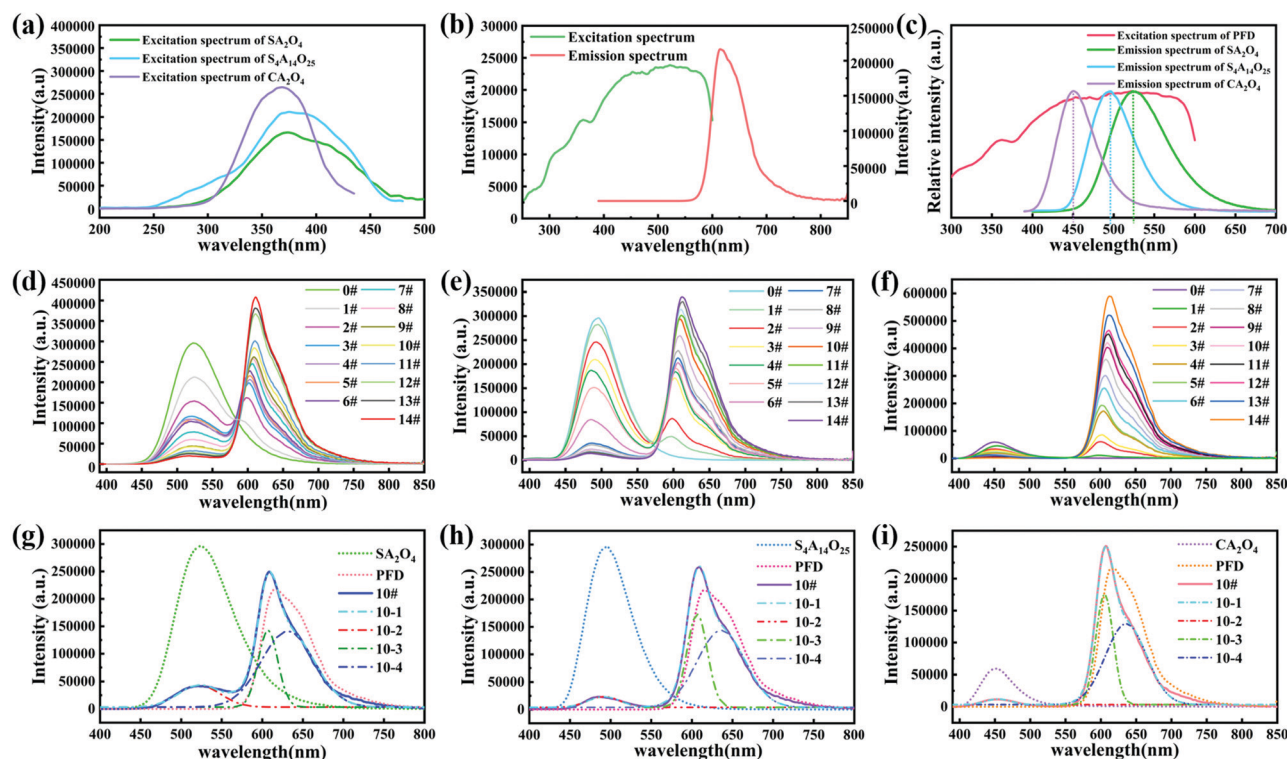 (a)
400000
350000
300000
250000
200000
150000
100000
50000
0
Intensity(a.u)
Excitation spectrum of SA₂O₄
Excitation spectrum of S₄A₁₄O₂₅
Excitation spectrum of CA₂O₄
200 250 300 350 400 450 500
wavelength(nm)
(b)
30000
25000
20000
15000
10000
5000
0
Intensity(a.u)
Excitation spectrum
Emission spectrum
250000
200000
150000
100000
50000
0
Intensity(a.u)
300 400 500 600 700 800
wavelength(nm)
(c)
Relative intensity (a.u.)
Excitation spectrum of PFD
Emission spectrum of SA₂O₄
Emission spectrum of S₄A₁₄O₂₅
Emission spectrum of CA₂O₄
300 350 400 450 500 550 600 650 700
wavelength(nm)
(d)
450000
400000
350000
300000
250000
200000
150000
100000
50000
0
Intensity (a.u.)
0# 7#
1# 8#
2# 9#
3# 10#
4# 11#
5# 12#
6# 13#
14#
400 450 500 550 600 650 700 750 800 850
wavelength(nm)
(e)
350000
300000
250000
200000
150000
100000
50000
0
Intensity (a.u.)
0# 7#
1# 8#
2# 9#
3# 10#
4# 11#
5# 12#
6# 13#
14#
400 450 500 550 600 650 700 750 800 850
wavelength (nm)
(f)
600000
500000
400000
300000
200000
100000
0
Intensity (a.u.)
0# 7#
1# 8#
2# 9#
3# 10#
4# 11#
5# 12#
6# 13#
14#
400 450 500 550 600 650 700 750 800 850
wavelength(nm)
(g)
300000
250000
200000
150000
100000
50000
0
Intensity (a.u.)
SA₂O₄
PFD
10#
10-1
10-2
10-3
10-4
400 450 500 550 600 650 700 750 800 850
wavelength(nm)
(h)
300000
250000
200000
150000
100000
50000
0
Intensity (a.u.)
S₄A₁₄O₂₅
PFD
10#
10-1
10-2
10-3
10-4
400 450 500 550 600 650 700 750 800
wavelength(nm)
(i)
250000
200000
150000
100000
50000
0
Intensity (a.u.)
CA₂O₄
PFD
10#
10-1
10-2
10-3
10-4
400 450 500 550 600 650 700 750 800 850
wavelength(nm)